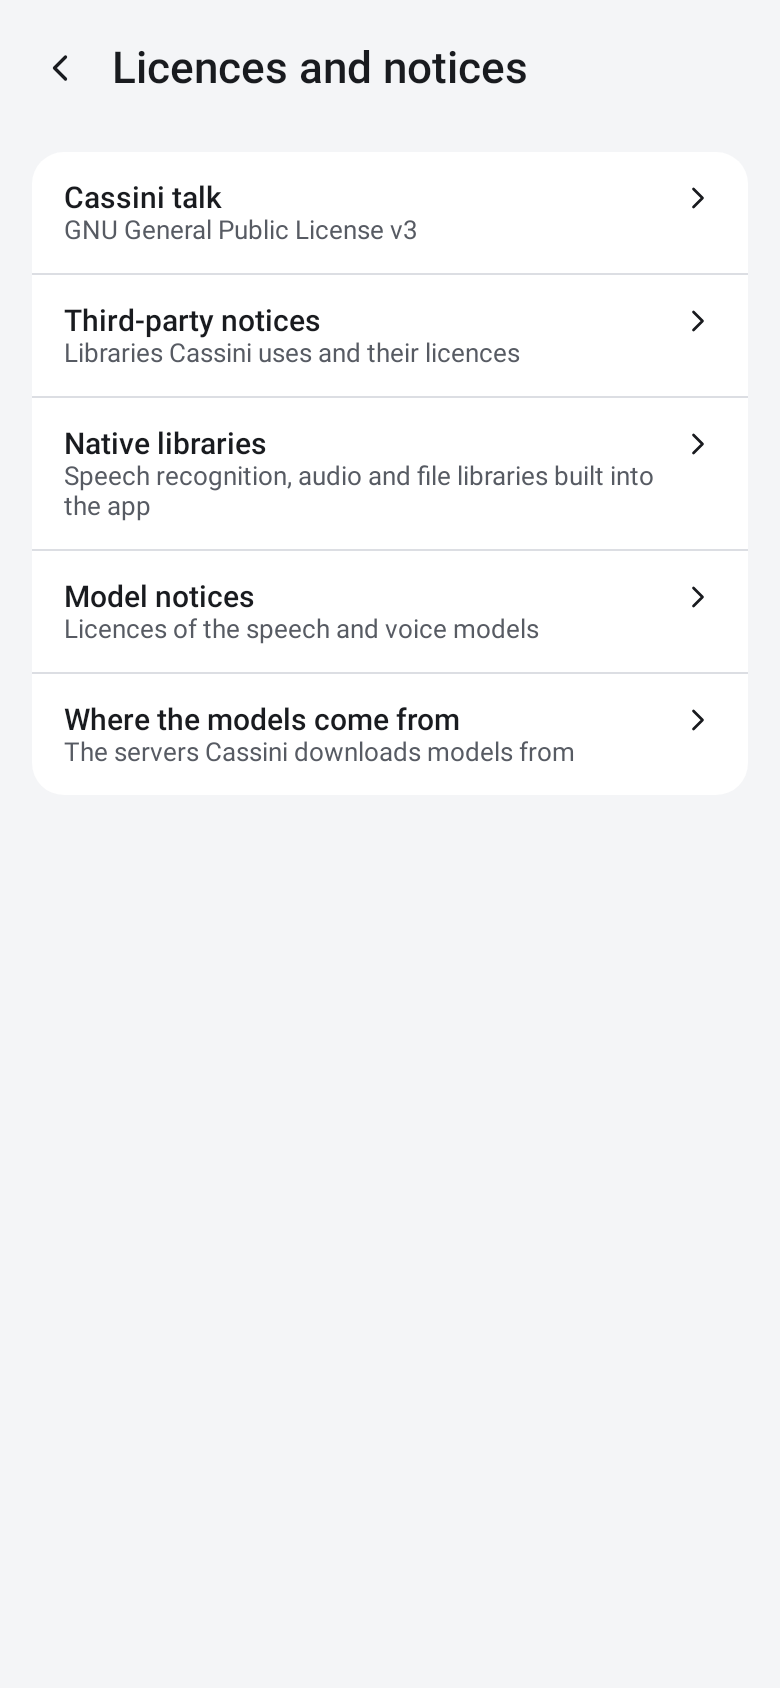 Licences and notices
Cassini talk
GNU General Public License v3
Third-party notices
Libraries Cassini uses and their licences
Native libraries
Speech recognition, audio and file libraries built into
the app
Model notices
Licences of the speech and voice models
Where the models come from
The servers Cassini downloads models from